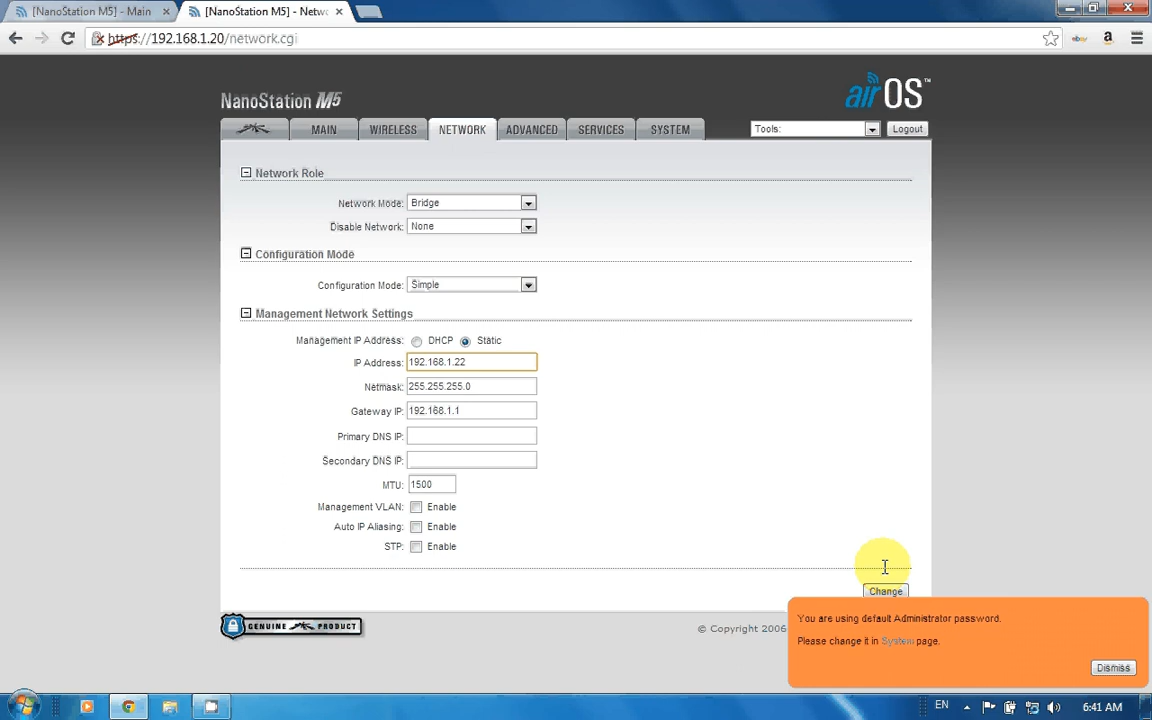 [NanoStation M5] - Main
[NanoStation M5] - Netwo
https://192.168.1.20/network.cgi
NanoStation M5
airOS™
MAIN WIRELESS NETWORK ADVANCED SERVICES SYSTEM
Tools:
Logout
Network Role
Network Mode: Bridge
Disable Network: None
Configuration Mode
Configuration Mode: Simple
Management Network Settings
Management IP Address: DHCP Static
IP Address: 192.168.1.22
Netmask: 255.255.255.0
Gateway IP: 192.168.1.1
Primary DNS IP:
Secondary DNS IP:
MTU: 1500
Management VLAN: Enable
Auto IP Aliasing: Enable
STP: Enable
Change
GENUINE PRODUCT
© Copyright 2006
You are using default Administrator password.
Please change it in System page.
Dismiss
EN
6:41 AM